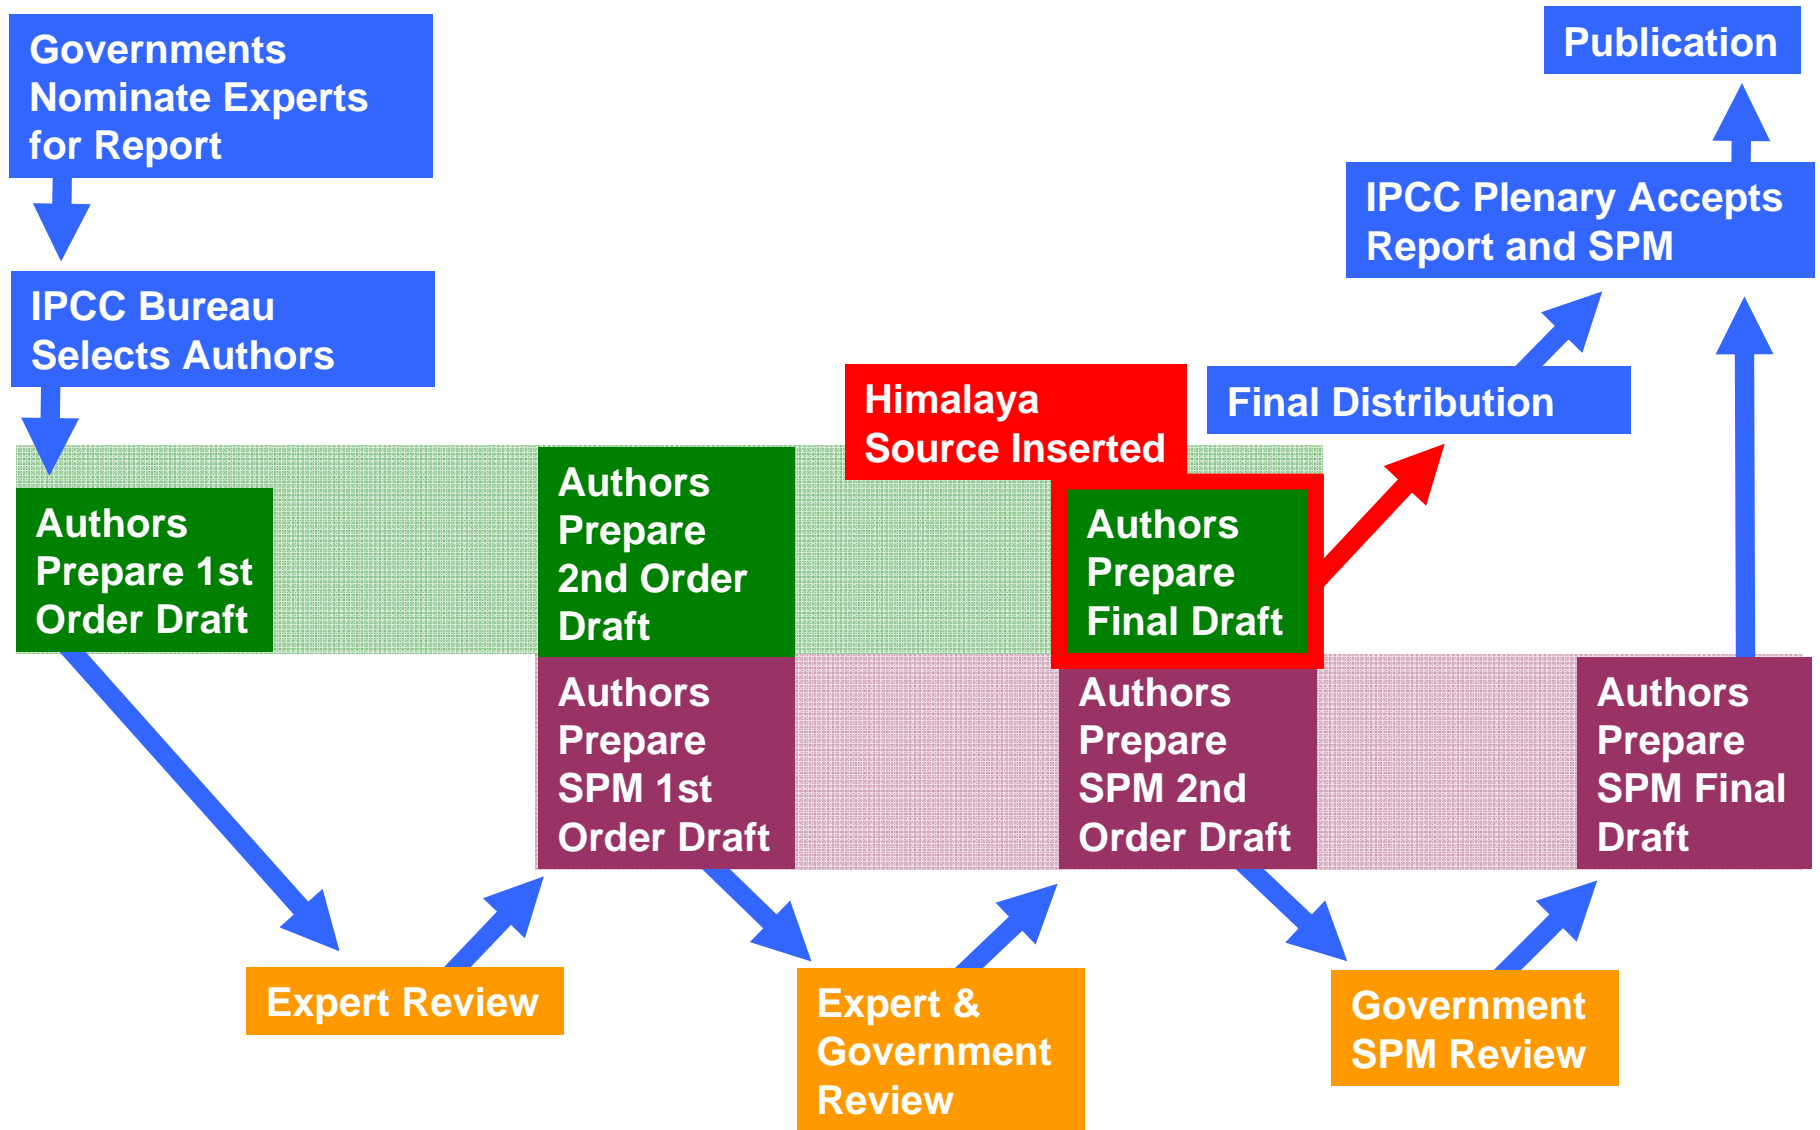 Governments
Nominate Experts
for Report
Publication
IPCC Plenary Accepts
Report and SPM
IPCC Bureau
Selects Authors
Himalaya
Source Inserted
Final Distribution
Authors
Prepare 1st
Order Draft
Authors
Prepare
2nd Order
Draft
Authors
Prepare
Final Draft
Authors
Prepare
SPM 1st
Order Draft
Authors
Prepare
SPM 2nd
Order Draft
Authors
Prepare
SPM Final
Draft
Expert Review
Expert &
Government
Review
Government
SPM Review